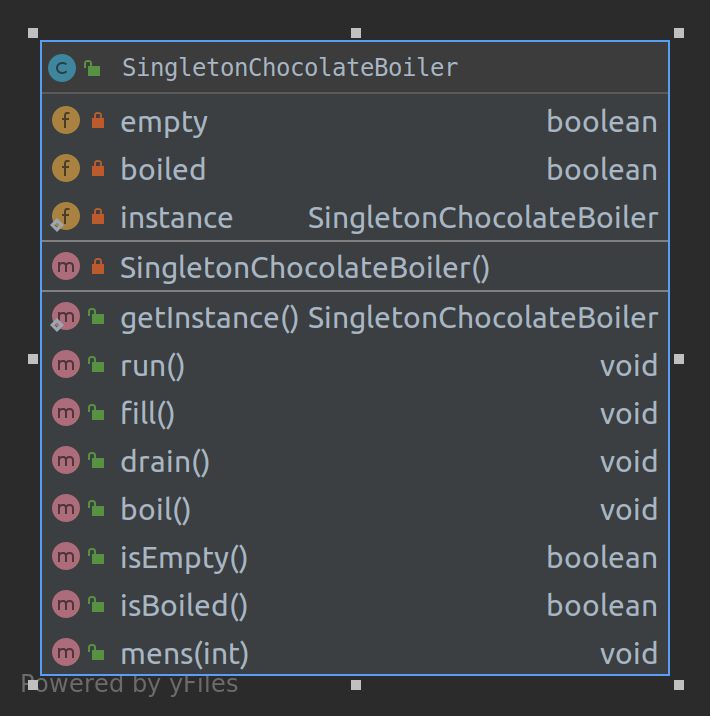 SingletonChocolateBoiler
empty boolean
boiled boolean
instance SingletonChocolateBoiler
SingletonChocolateBoiler()
getInstance() SingletonChocolateBoiler
run() void
fill() void
drain() void
boil() void
isEmpty() boolean
isBoiled() boolean
mens(int) void
Powered by yFiles